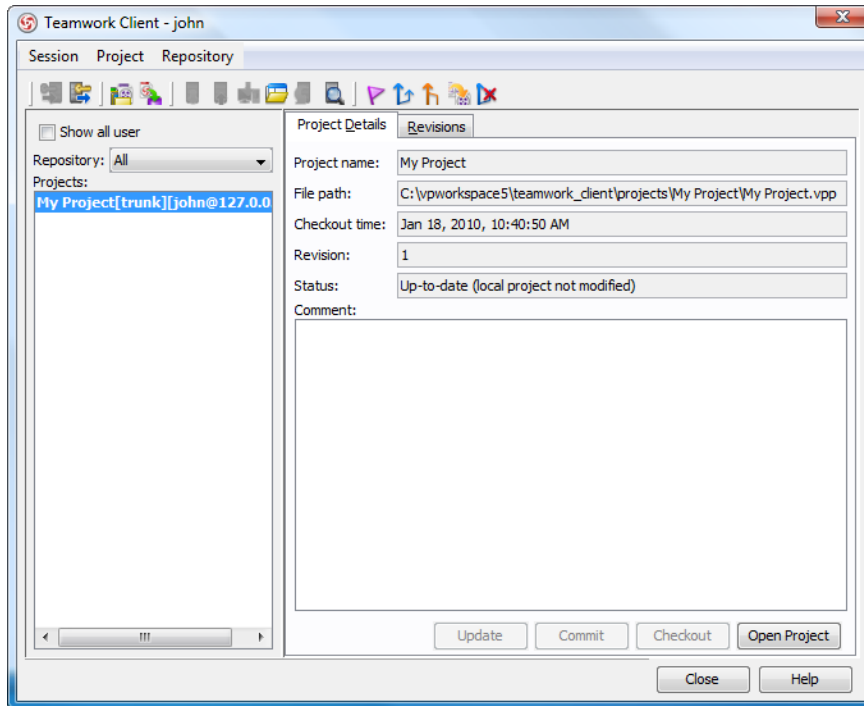 Teamwork Client - john
Session Project Repository
Show all user
Repository: All
Projects:
My Project[trunk][john@127.0.0
Project Details Revisions
Project name: My Project
File path: C:\vpworkspace5\teamwork_client\projects\My Project\My Project.vpp
Checkout time: Jan 18, 2010, 10:40:50 AM
Revision: 1
Status: Up-to-date (local project not modified)
Comment:
Update Commit Checkout Open Project
Close Help